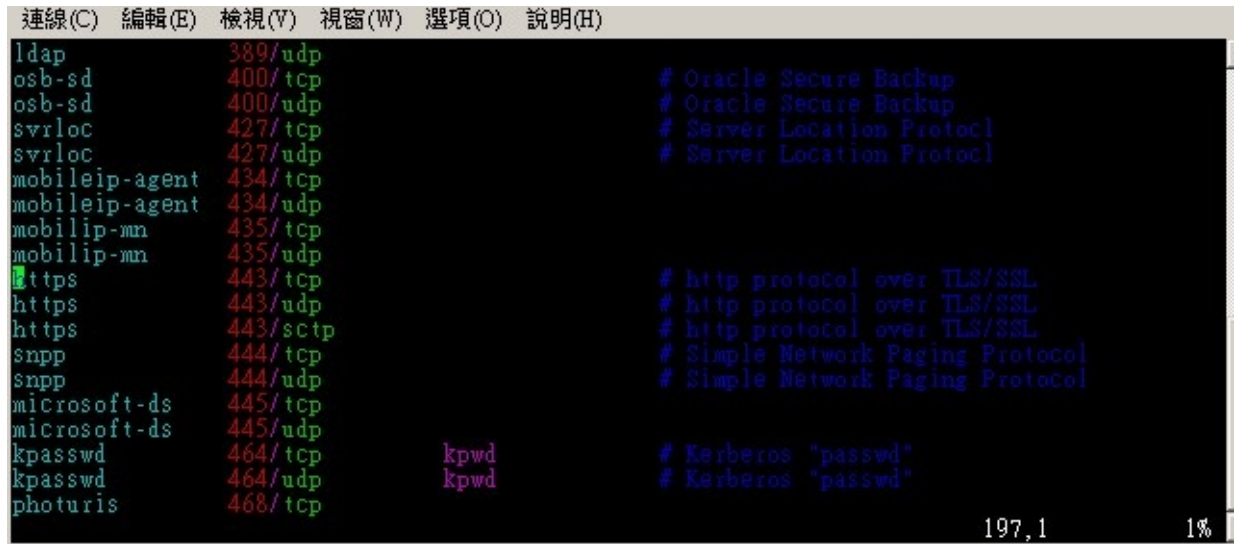 連線(C) 編輯(E) 檢視(V) 視窗(W) 選項(O) 說明(H)
ldap 389/udp
osb-sd 400/tcp # Oracle Secure Backup
osb-sd 400/udp # Oracle Secure Backup
svrloc 427/tcp # Server Location Protocl
svrloc 427/udp # Server Location Protocl
mobileip-agent 434/tcp
mobileip-agent 434/udp
mobilip-mn 435/tcp
mobilip-mn 435/udp
https 443/tcp # http protocol over TLS/SSL
https 443/udp # http protocol over TLS/SSL
https 443/sctp # http protocol over TLS/SSL
snpp 444/tcp # Simple Network Paging Protocol
snpp 444/udp # Simple Network Paging Protocol
microsoft-ds 445/tcp
microsoft-ds 445/udp
kpasswd 464/tcp kpwd # Kerberos "passwd"
kpasswd 464/udp kpwd # Kerberos "passwd"
photuris 468/tcp
197,1 1%